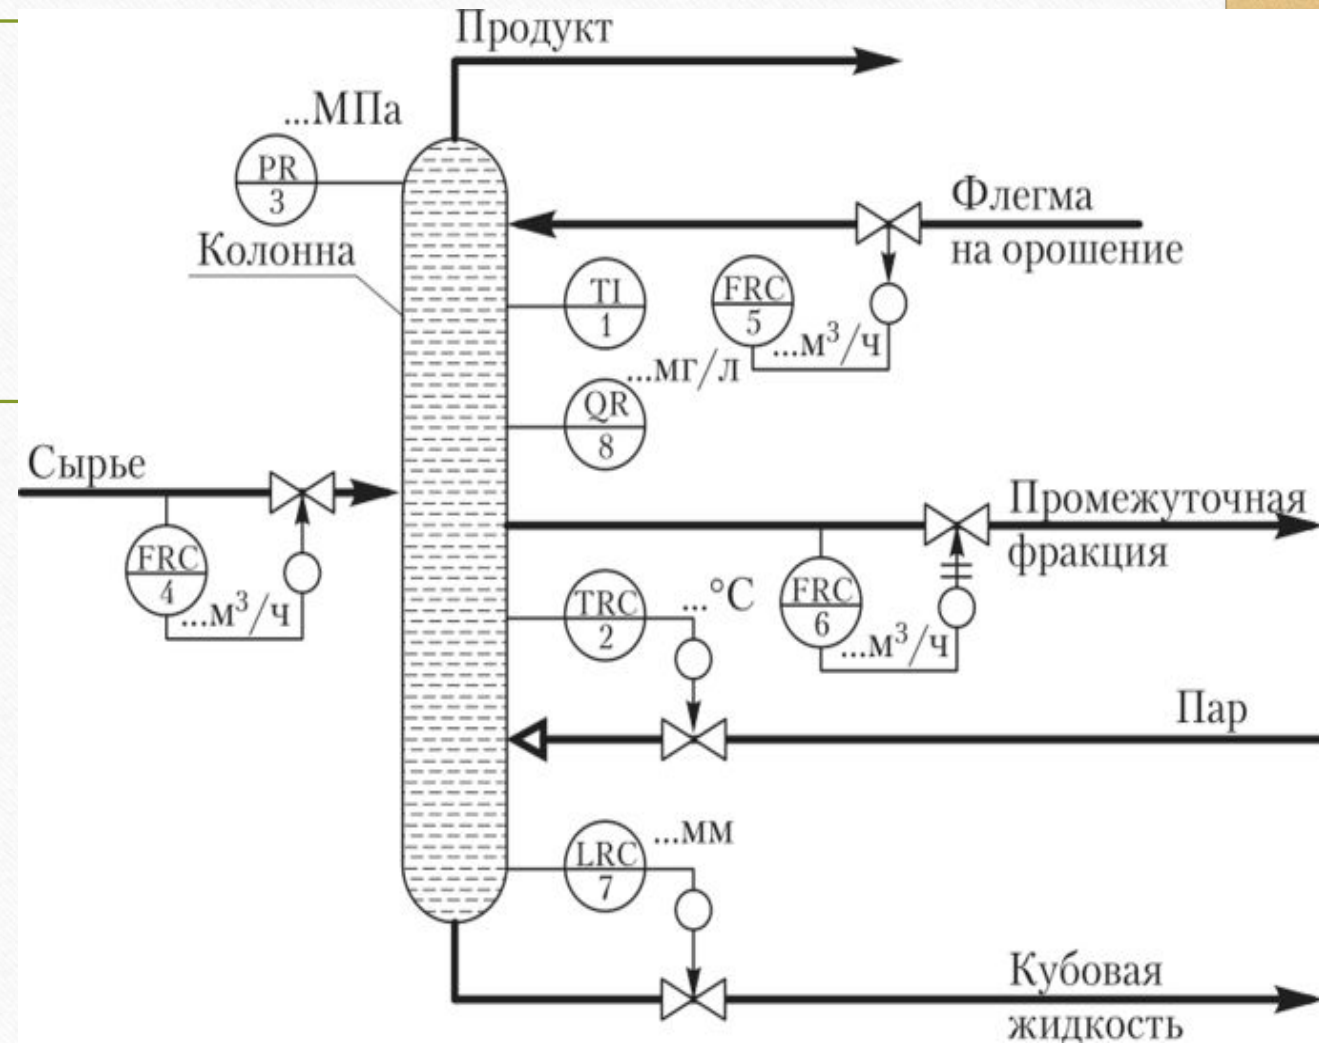 Продукт
...МПа
PR
3
Флегма
на орошение
Колонна
TI
1
FRC
5
...м³/ч
...мг/л
QR
8
Сырье
FRC
4
...м³/ч
Промежуточная
фракция
TRC
2
...°C
FRC
6
...м³/ч
Пар
LRC
7
...мм
Кубовая
жидкость